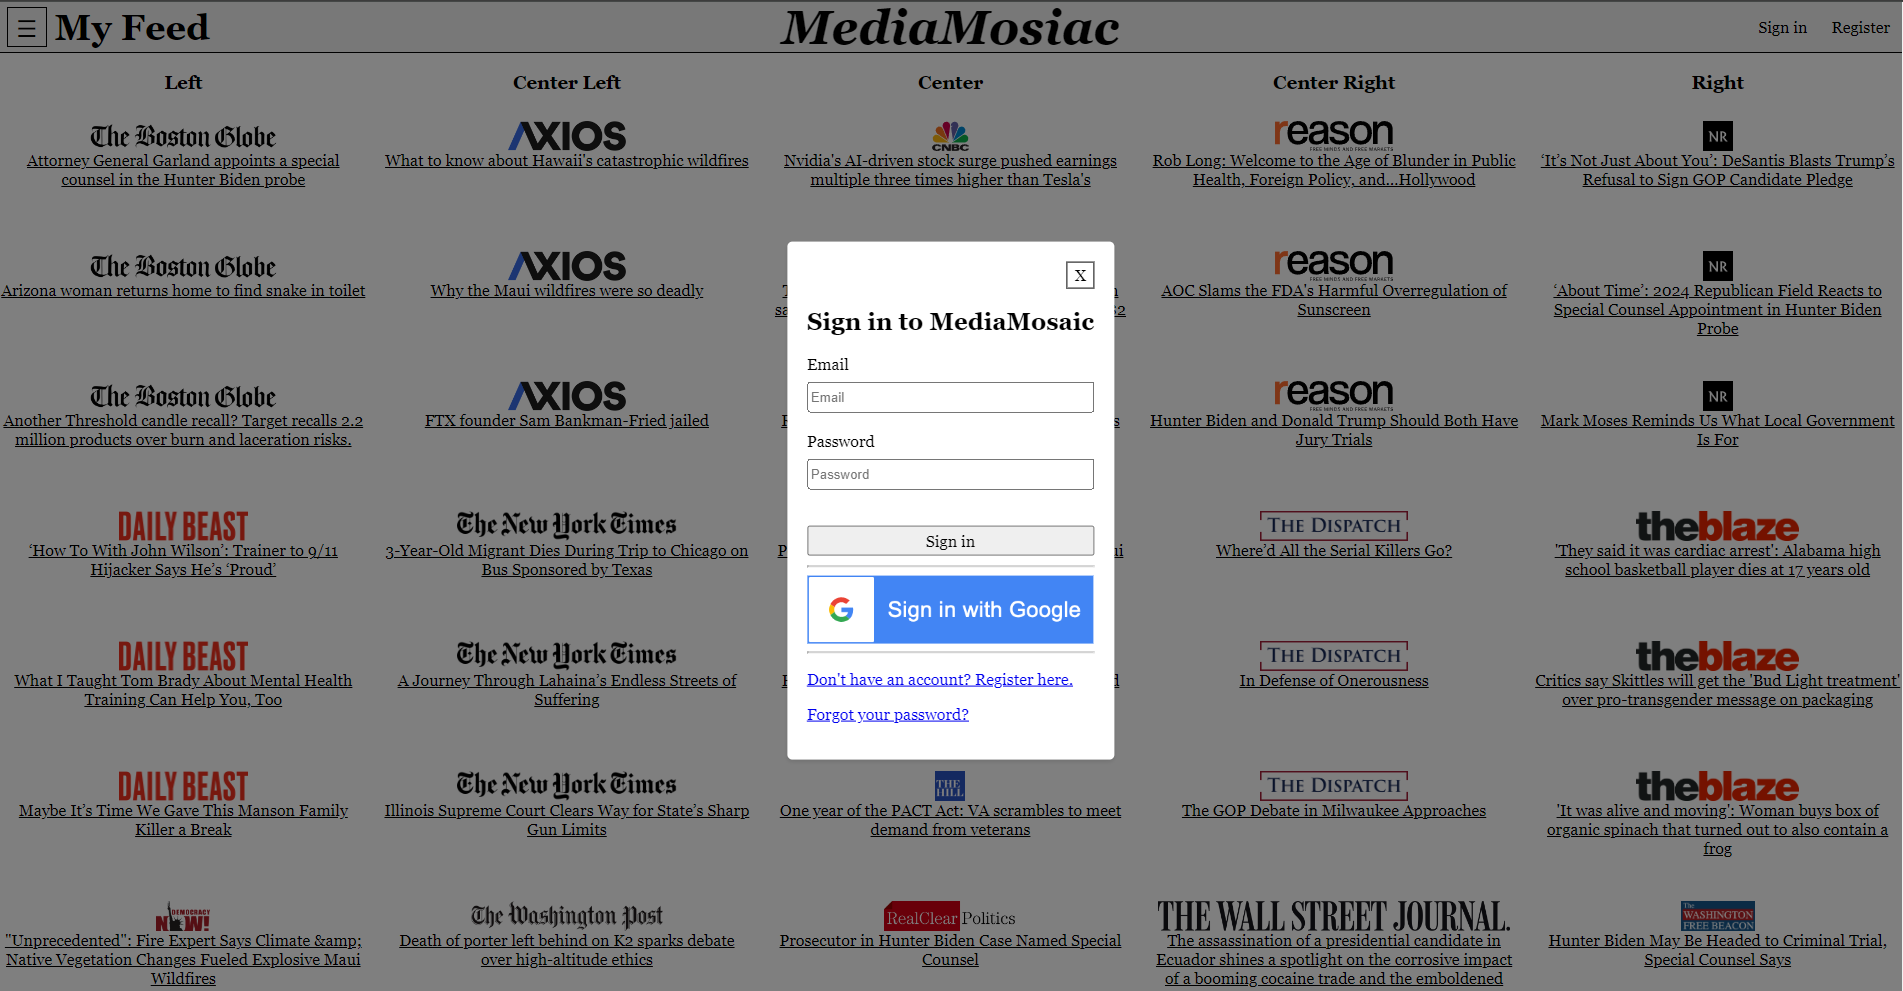 ☰ My Feed
MediaMosiac
Sign in Register
Left
The Boston Globe
Attorney General Garland appoints a special
counsel in the Hunter Biden probe
The Boston Globe
Arizona woman returns home to find snake in toilet
The Boston Globe
Another Threshold candle recall? Target recalls 2.2
million products over burn and laceration risks.
DAILY BEAST
‘How To With John Wilson’: Trainer to 9/11
Hijacker Says He’s ‘Proud’
DAILY BEAST
What I Taught Tom Brady About Mental Health
Training Can Help You, Too
DAILY BEAST
Maybe It’s Time We Gave This Manson Family
Killer a Break
DEMOCRACY
NOW!
"Unprecedented": Fire Expert Says Climate &amp;
Native Vegetation Changes Fueled Explosive Maui
Wildfires
Center Left
AXIOS
What to know about Hawaii's catastrophic wildfires
AXIOS
Why the Maui wildfires were so deadly
AXIOS
FTX founder Sam Bankman-Fried jailed
The New York Times
3-Year-Old Migrant Dies During Trip to Chicago on
Bus Sponsored by Texas
The New York Times
A Journey Through Lahaina’s Endless Streets of
Suffering
The New York Times
Illinois Supreme Court Clears Way for State’s Sharp
Gun Limits
The Washington Post
Death of porter left behind on K2 sparks debate
over high-altitude ethics
Center
CNBC
Nvidia's AI-driven stock surge pushed earnings
multiple three times higher than Tesla's
X
Sign in to MediaMosaic
Email
Email
Password
Password
Sign in
Sign in with Google
Don't have an account? Register here.
Forgot your password?
THE
HILL
One year of the PACT Act: VA scrambles to meet
demand from veterans
RealClear Politics
Prosecutor in Hunter Biden Case Named Special
Counsel
Center Right
reason
FREE MINDS AND FREE MARKETS
Rob Long: Welcome to the Age of Blunder in Public
Health, Foreign Policy, and...Hollywood
reason
FREE MINDS AND FREE MARKETS
AOC Slams the FDA's Harmful Overregulation of
Sunscreen
reason
FREE MINDS AND FREE MARKETS
Hunter Biden and Donald Trump Should Both Have
Jury Trials
THE DISPATCH
Where’d All the Serial Killers Go?
THE DISPATCH
In Defense of Onerousness
THE DISPATCH
The GOP Debate in Milwaukee Approaches
THE WALL STREET JOURNAL.
The assassination of a presidential candidate in
Ecuador shines a spotlight on the corrosive impact
of a booming cocaine trade and the emboldened
Right
NR
‘It’s Not Just About You’: DeSantis Blasts Trump’s
Refusal to Sign GOP Candidate Pledge
NR
‘About Time’: 2024 Republican Field Reacts to
Special Counsel Appointment in Hunter Biden
Probe
NR
Mark Moses Reminds Us What Local Government
Is For
theblaze
'They said it was cardiac arrest': Alabama high
school basketball player dies at 17 years old
theblaze
Critics say Skittles will get the 'Bud Light treatment'
over pro-transgender message on packaging
theblaze
'It was alive and moving': Woman buys box of
organic spinach that turned out to also contain a
frog
The
WASHINGTON
FREE BEACON
Hunter Biden May Be Headed to Criminal Trial,
Special Counsel Says